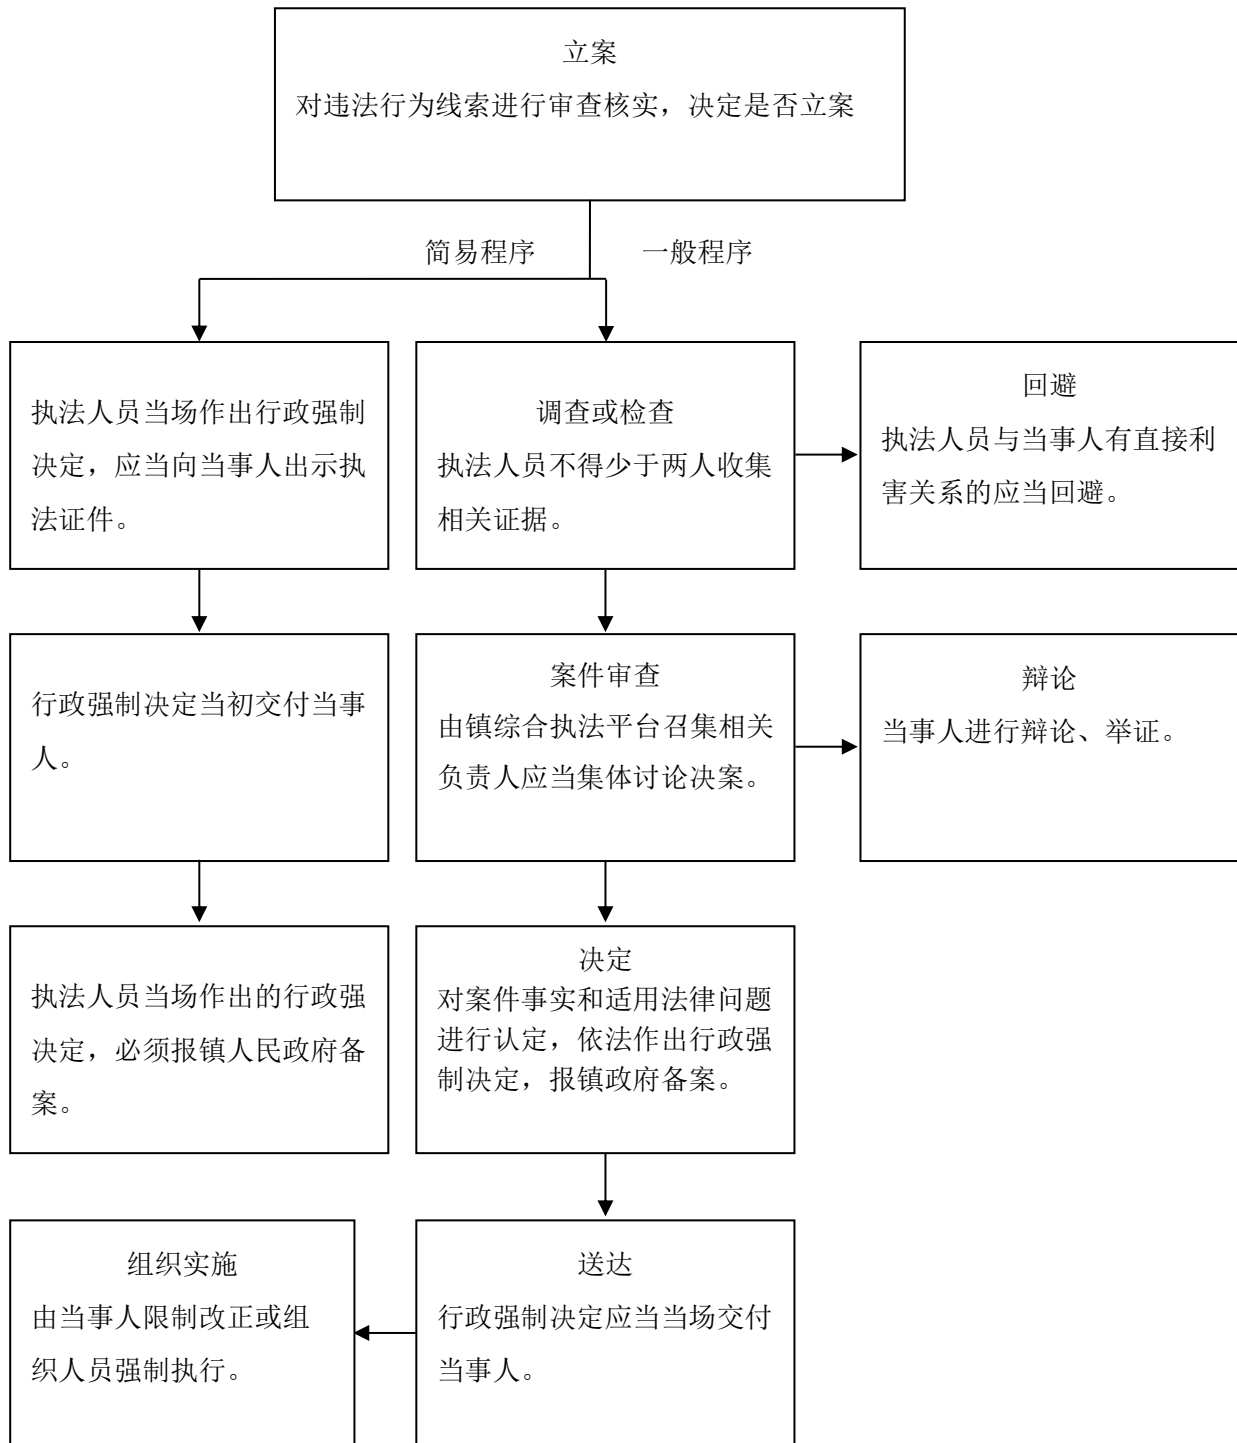 立案
对违法行为线索进行审查核实，决定是否立案
简易程序
一般程序
执法人员当场作出行政强制
决定，应当向当事人出示执
法证件。
调查或检查
执法人员不得少于两人收集
相关证据。
回避
执法人员与当事人有直接利
害关系的应当回避。
行政强制决定当初交付当事
人。
案件审查
由镇综合执法平台召集相关
负责人应当集体讨论决案。
辩论
当事人进行辩论、举证。
执法人员当场作出的行政强
决定，必须报镇人民政府备
案。
决定
对案件事实和适用法律问题
进行认定，依法作出行政强
制决定，报镇政府备案。
组织实施
由当事人限制改正或组
织人员强制执行。
送达
行政强制决定应当当场交付
当事人。